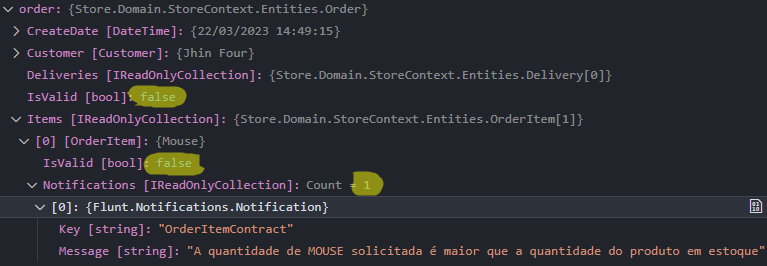 order: {Store.Domain.StoreContext.Entities.Order}
CreateDate [DateTime]: {22/03/2023 14:49:15}
Customer [Customer]: {Jhin Four}
Deliveries [IReadOnlyCollection]: {Store.Domain.StoreContext.Entities.Delivery[0]}
IsValid [bool]: false
Items [IReadOnlyCollection]: {Store.Domain.StoreContext.Entities.OrderItem[1]}
[0] [OrderItem]: {Mouse}
IsValid [bool]: false
Notifications [IReadOnlyCollection]: Count = 1
[0]: {Flunt.Notifications.Notification}
Key [string]: "OrderItemContract"
Message [string]: "A quantidade de MOUSE solicitada é maior que a quantidade do produto em estoque"